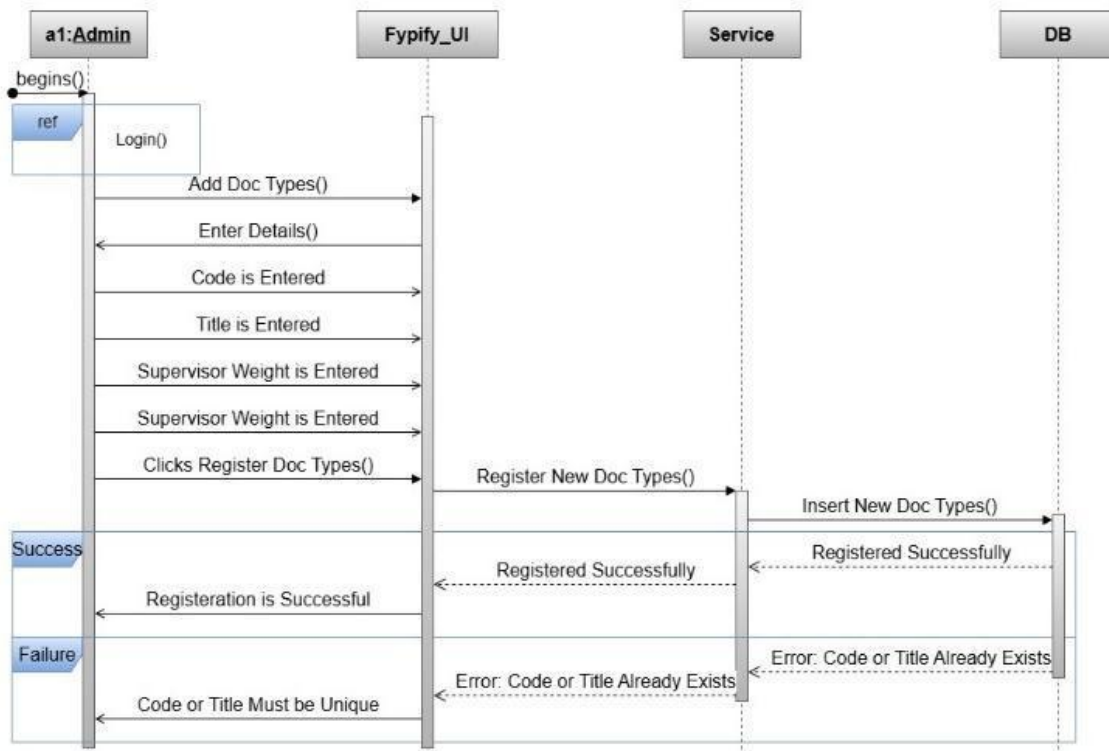 a1:Admin
Fypify_UI
Service
DB
begins()
ref
Login()
Add Doc Types()
Enter Details()
Code is Entered
Title is Entered
Supervisor Weight is Entered
Supervisor Weight is Entered
Clicks Register Doc Types()
Register New Doc Types()
Insert New Doc Types()
Success
Registered Successfully
Registered Successfully
Registeration is Successful
Failure
Error: Code or Title Already Exists
Error: Code or Title Already Exists
Code or Title Must be Unique